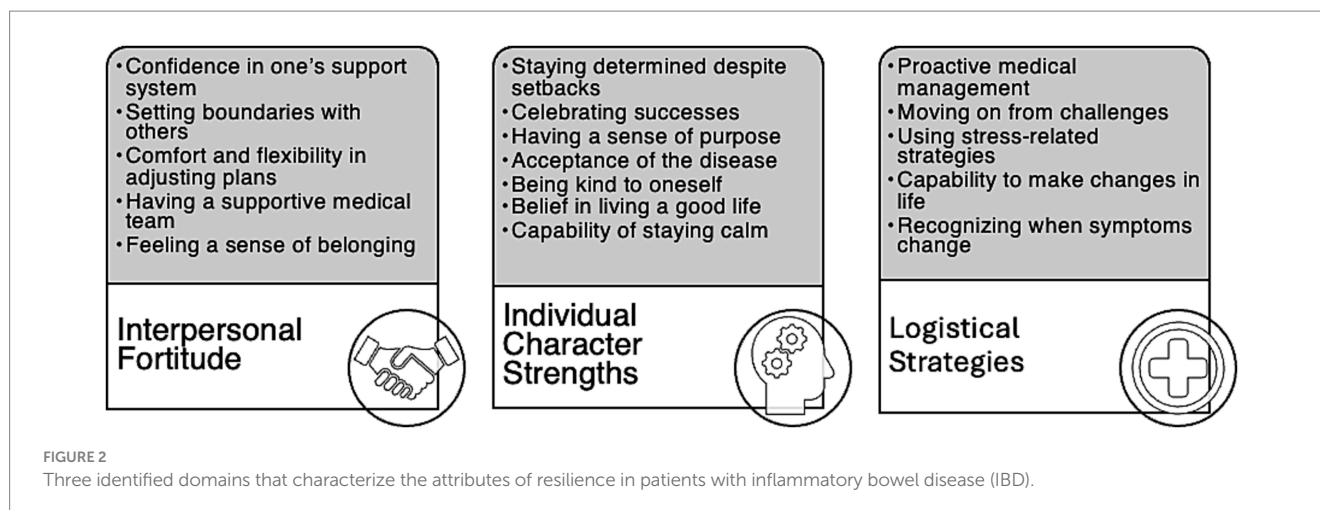 •Confidence in one's support
system
•Setting boundaries with
others
•Comfort and flexibility in
adjusting plans
•Having a supportive medical
team
•Feeling a sense of belonging
Interpersonal
Fortitude
•Staying determined despite
setbacks
•Celebrating successes
•Having a sense of purpose
•Acceptance of the disease
•Being kind to oneself
•Belief in living a good life
•Capability of staying calm
Individual
Character
Strengths
•Proactive medical
management
•Moving on from challenges
•Using stress-related
strategies
•Capability to make changes in
life
•Recognizing when symptoms
change
Logistical
Strategies
FIGURE 2
Three identified domains that characterize the attributes of resilience in patients with inflammatory bowel disease (IBD).